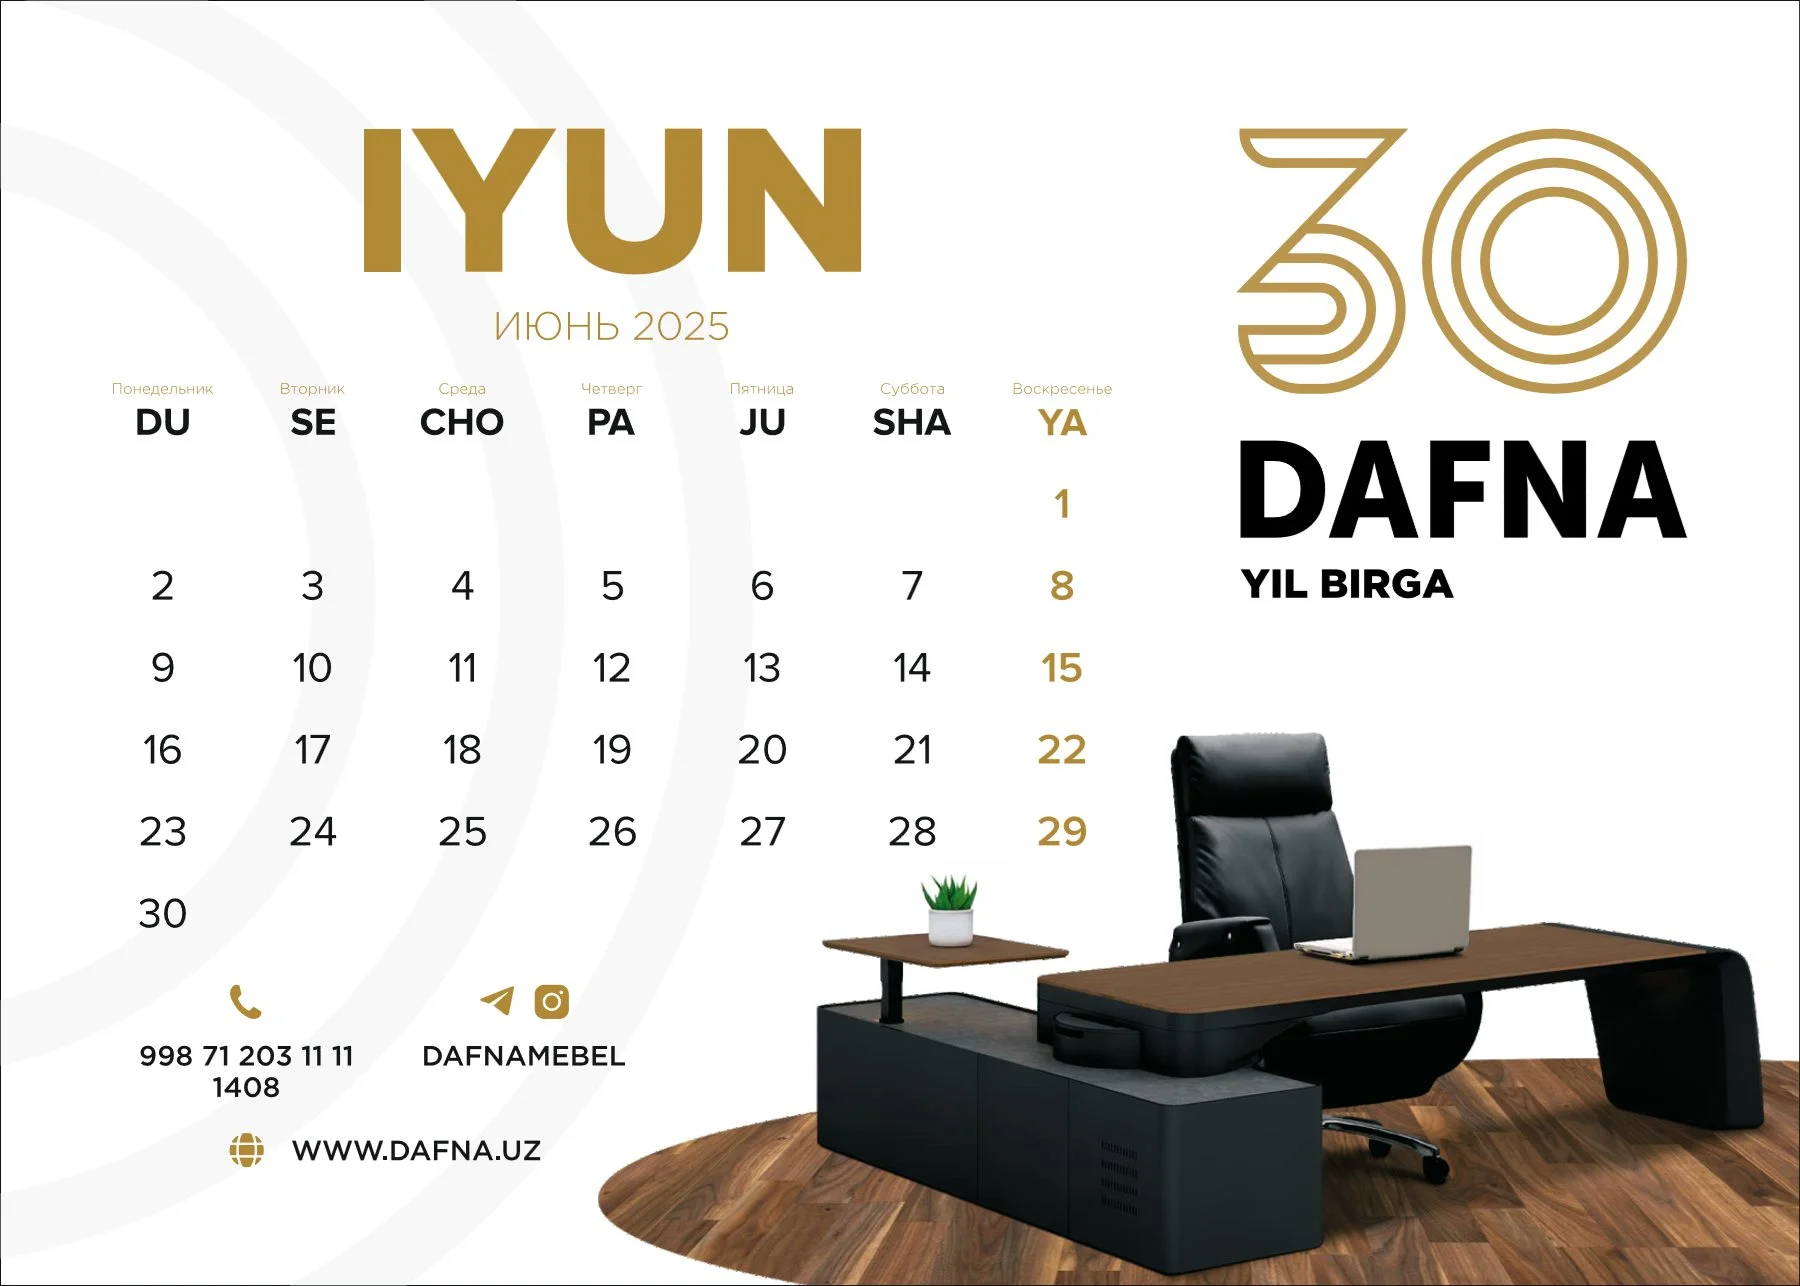 IYUN
ИЮНЬ 2025
Понедельник Вторник Среда Четверг Пятница Суббота Воскресенье
DU SE CHO PA JU SHA YA
1
2 3 4 5 6 7 8
9 10 11 12 13 14 15
16 17 18 19 20 21 22
23 24 25 26 27 28 29
30
998 71 203 11 11
1408
DAFNAMEBEL
WWW.DAFNA.UZ
30
DAFNA
YIL BIRGA